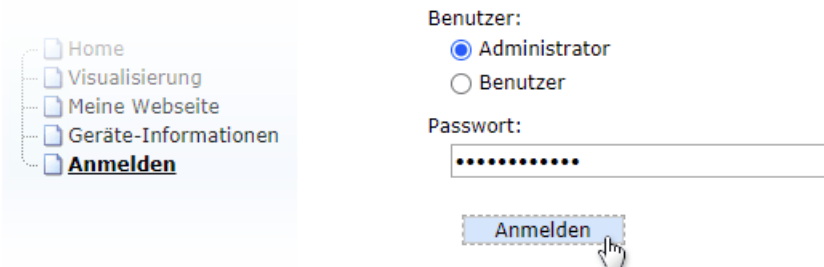 Home
Visualisierung
Meine Webseite
Geräte-Informationen
Anmelden
Benutzer:
Administrator
Benutzer
Passwort:
••••••••••••
Anmelden